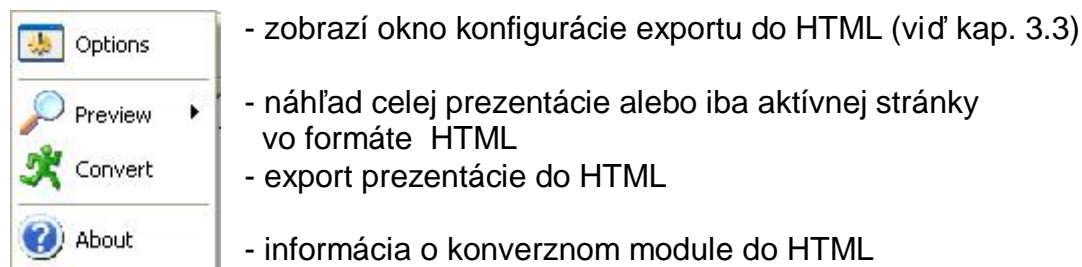 Options - zobrazí okno konfigurácie exportu do HTML (viď kap. 3.3)
Preview - náhľad celej prezentácie alebo iba aktívnej stránky
vo formáte HTML
Convert - export prezentácie do HTML
About - informácia o konverznom module do HTML